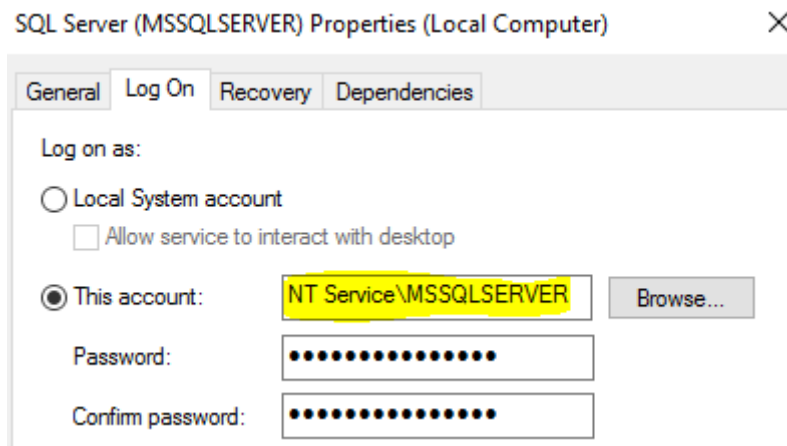 SQL Server (MSSQLSERVER) Properties (Local Computer)
General Log On Recovery Dependencies
Log on as:
Local System account
Allow service to interact with desktop
This account: NT Service\MSSQLSERVER Browse...
Password: •••••••••••••••
Confirm password: •••••••••••••••